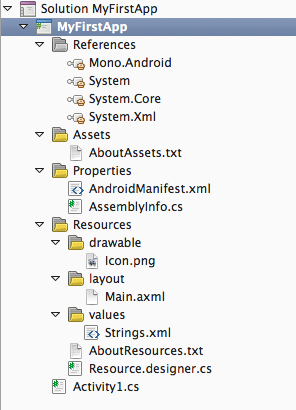 Solution MyFirstApp
MyFirstApp
References
Mono.Android
System
System.Core
System.Xml
Assets
AboutAssets.txt
Properties
AndroidManifest.xml
AssemblyInfo.cs
Resources
drawable
Icon.png
layout
Main.axml
values
Strings.xml
AboutResources.txt
Resource.designer.cs
Activity1.cs